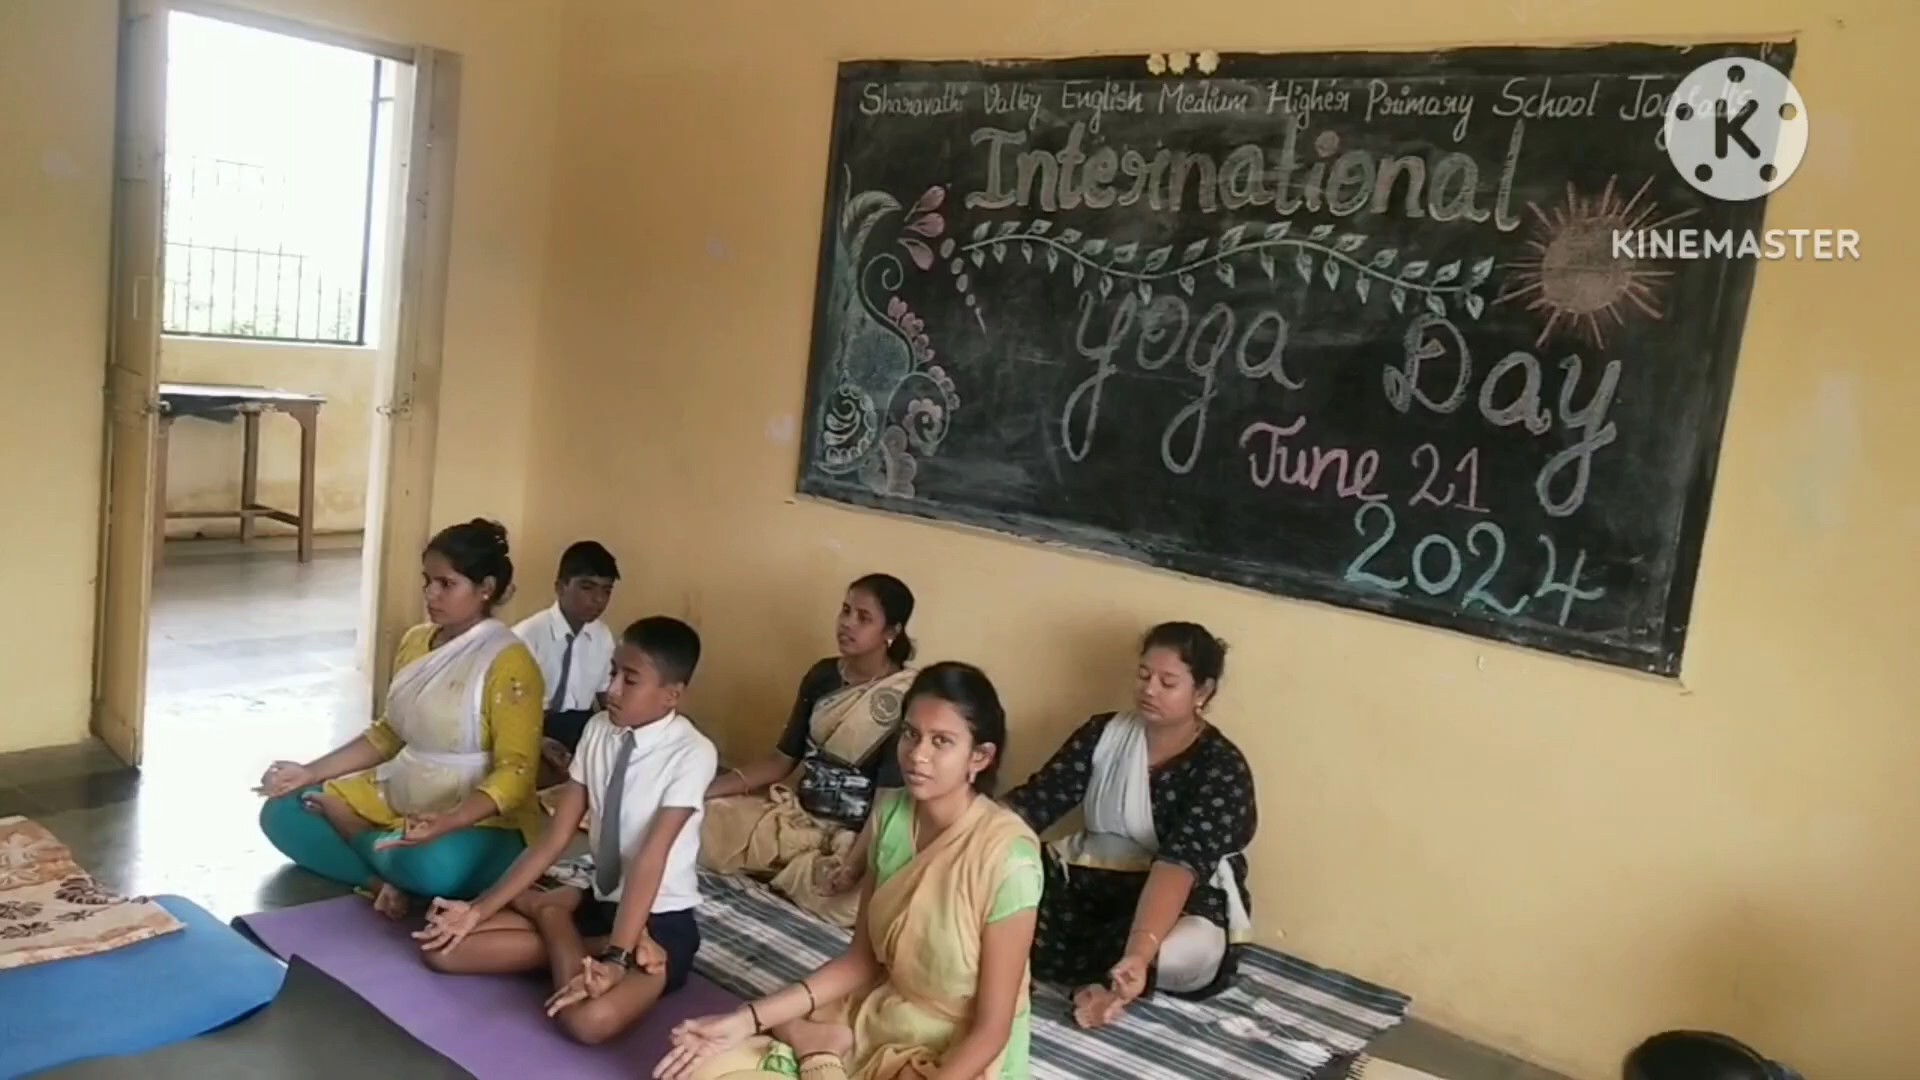 Sharavathi Valley English Medium Higher Primary School Jogfalls
International
Yoga Day
June 21
2024
K
KINEMASTER